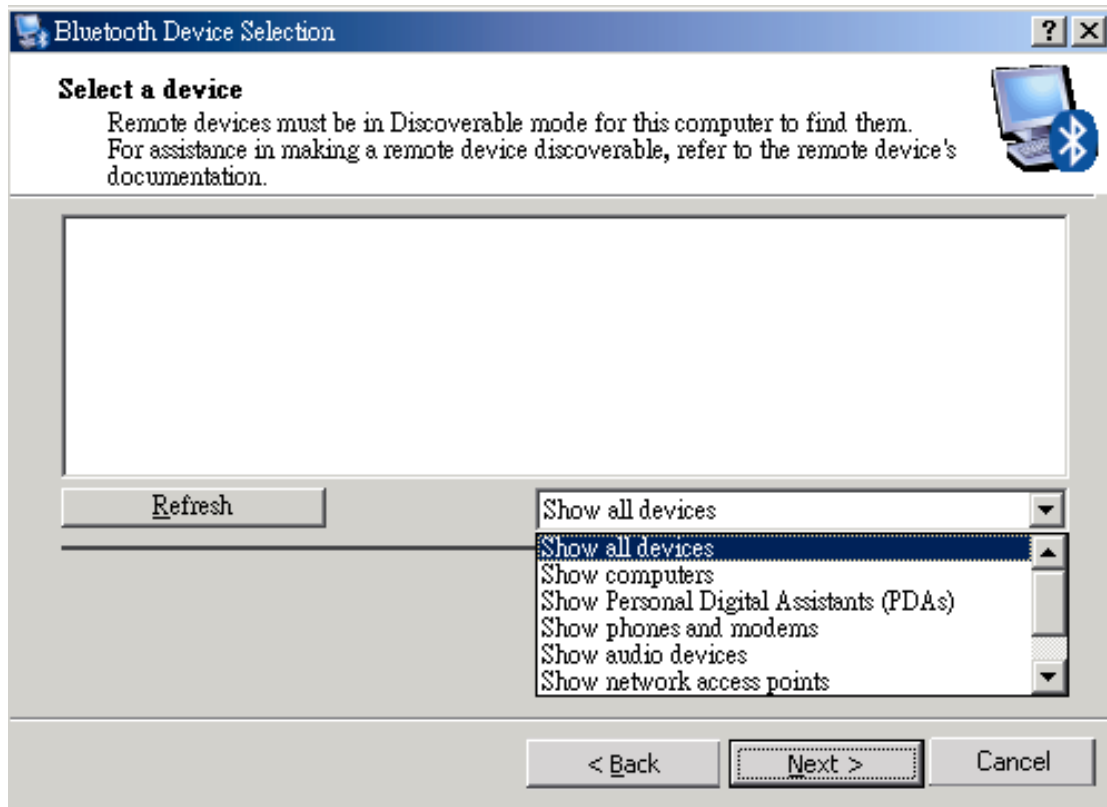 Bluetooth Device Selection
Select a device
Remote devices must be in Discoverable mode for this computer to find them.
For assistance in making a remote device discoverable, refer to the remote device's
documentation.
Refresh
Show all devices
Show all devices
Show computers
Show Personal Digital Assistants (PDAs)
Show phones and modems
Show audio devices
Show network access points
< Back
Next >
Cancel